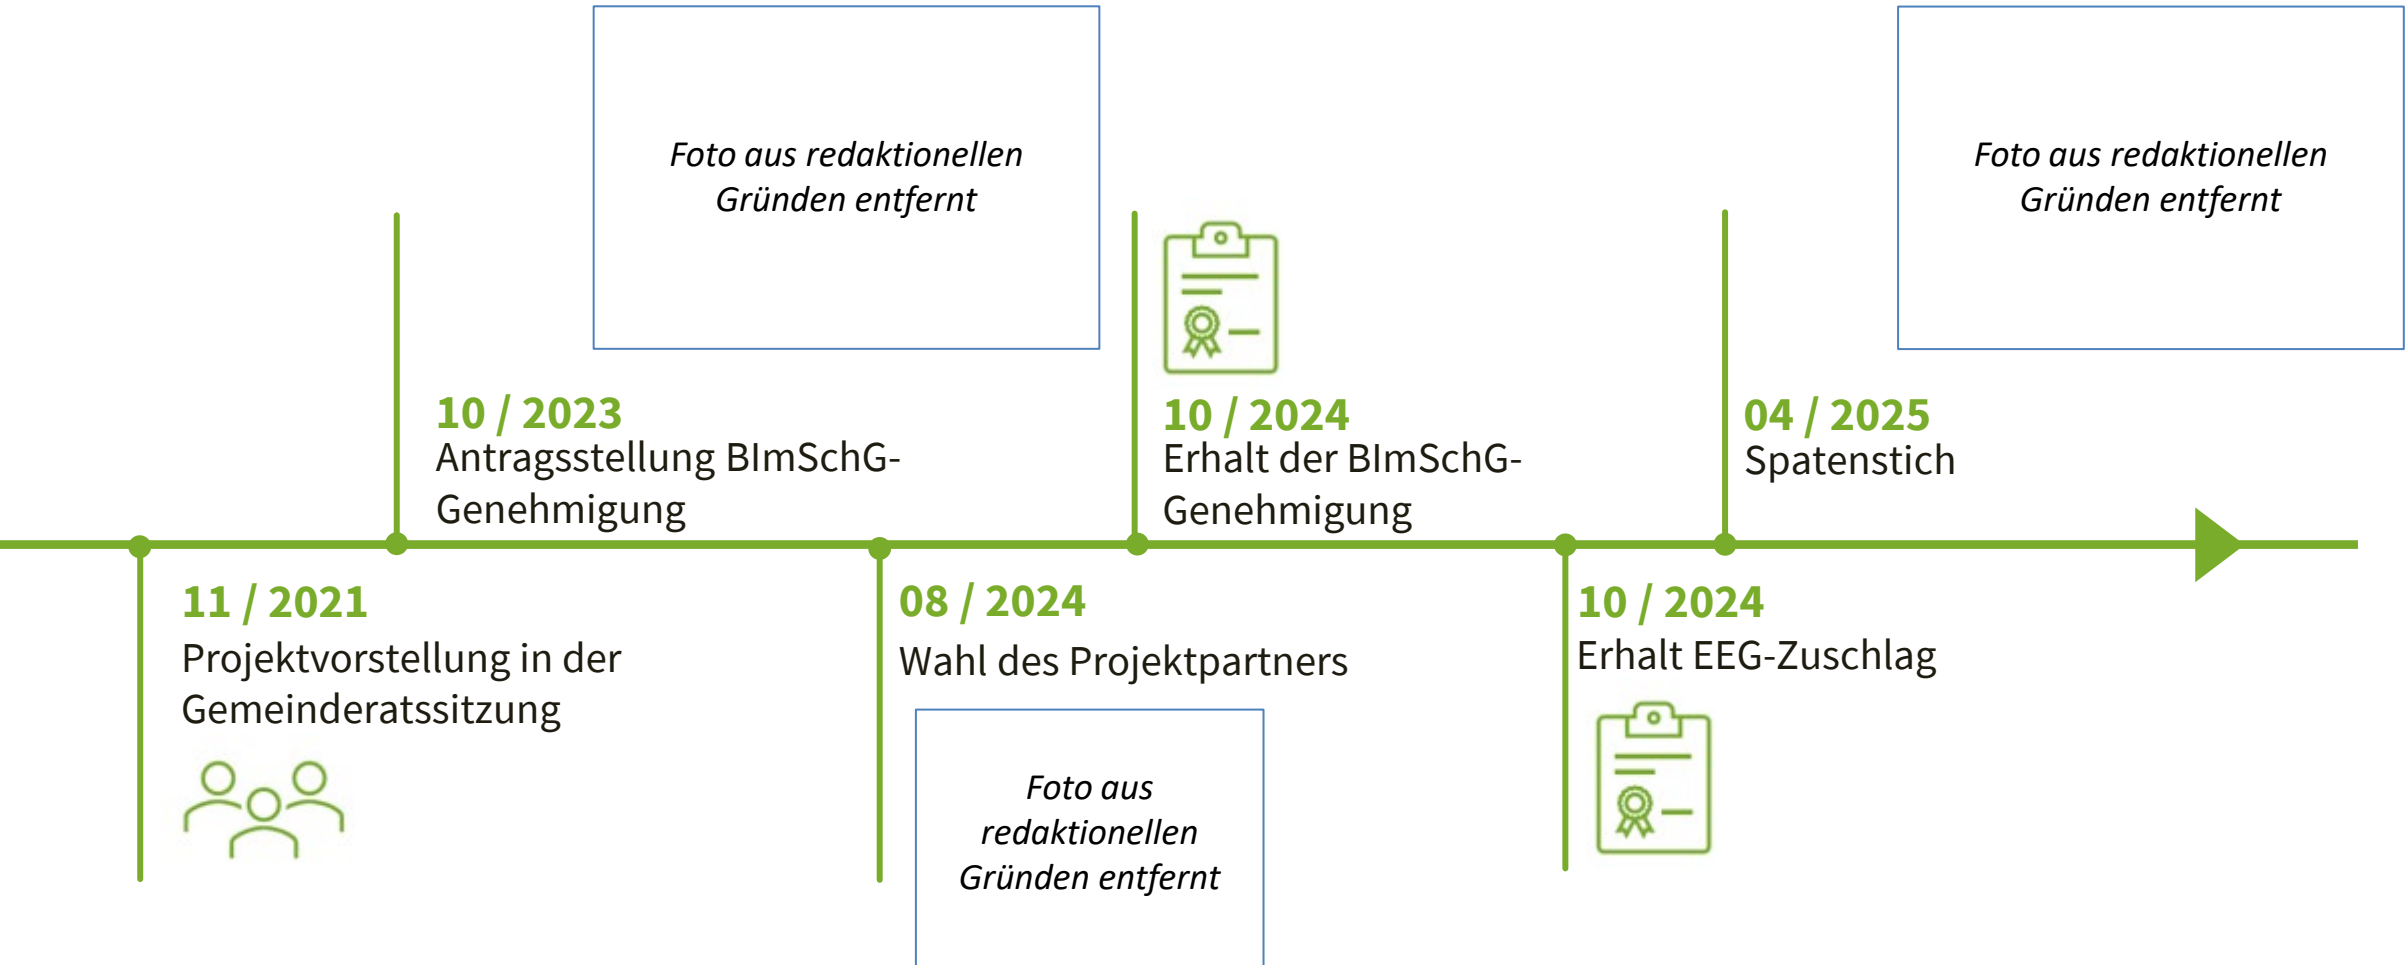 Foto aus redaktionellen
Gründen entfernt
Foto aus redaktionellen
Gründen entfernt
10 / 2023
Antragsstellung BImSchG-
Genehmigung
10 / 2024
Erhalt der BImSchG-
Genehmigung
04 / 2025
Spatenstich
11 / 2021
Projektvorstellung in der
Gemeinderatssitzung
08 / 2024
Wahl des Projektpartners
Foto aus
redaktionellen
Gründen entfernt
10 / 2024
Erhalt EEG-Zuschlag